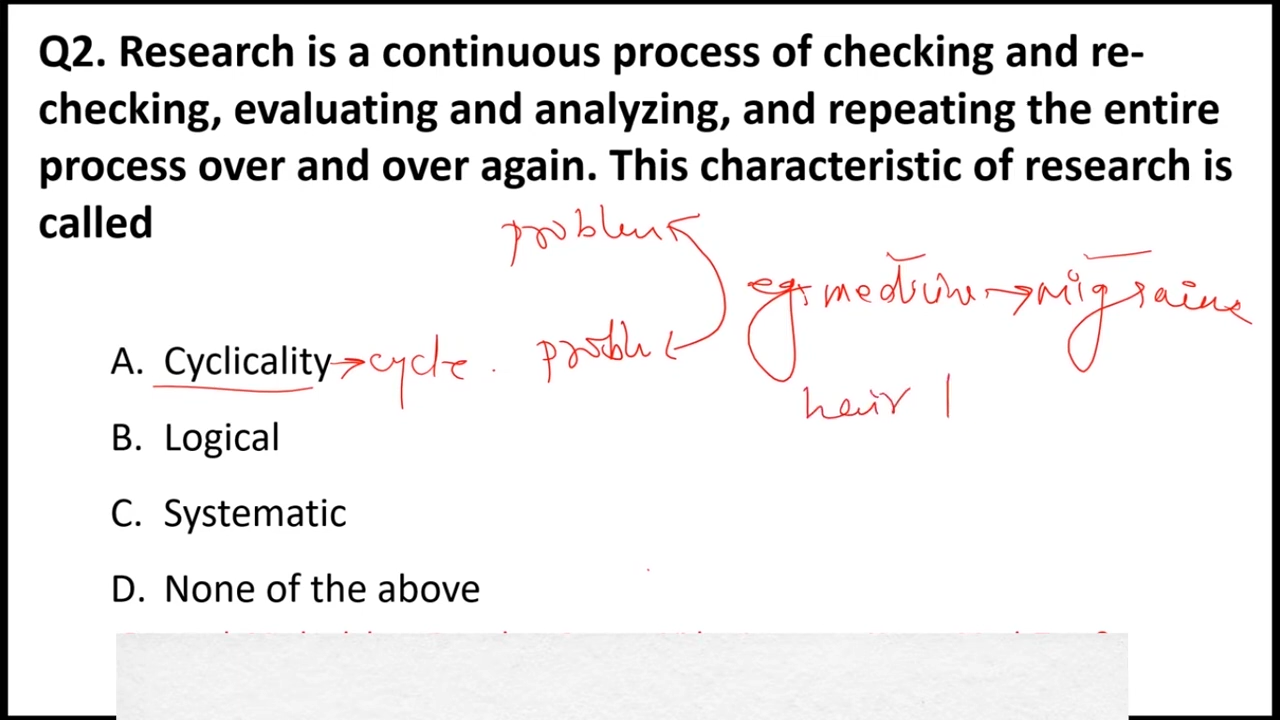 Q2. Research is a continuous process of checking and re-
checking, evaluating and analyzing, and repeating the entire
process over and over again. This characteristic of research is
called
problem
eg. medicine → migraine
A. Cyclicality → cycle
hair
B. Logical
C. Systematic
D. None of the above